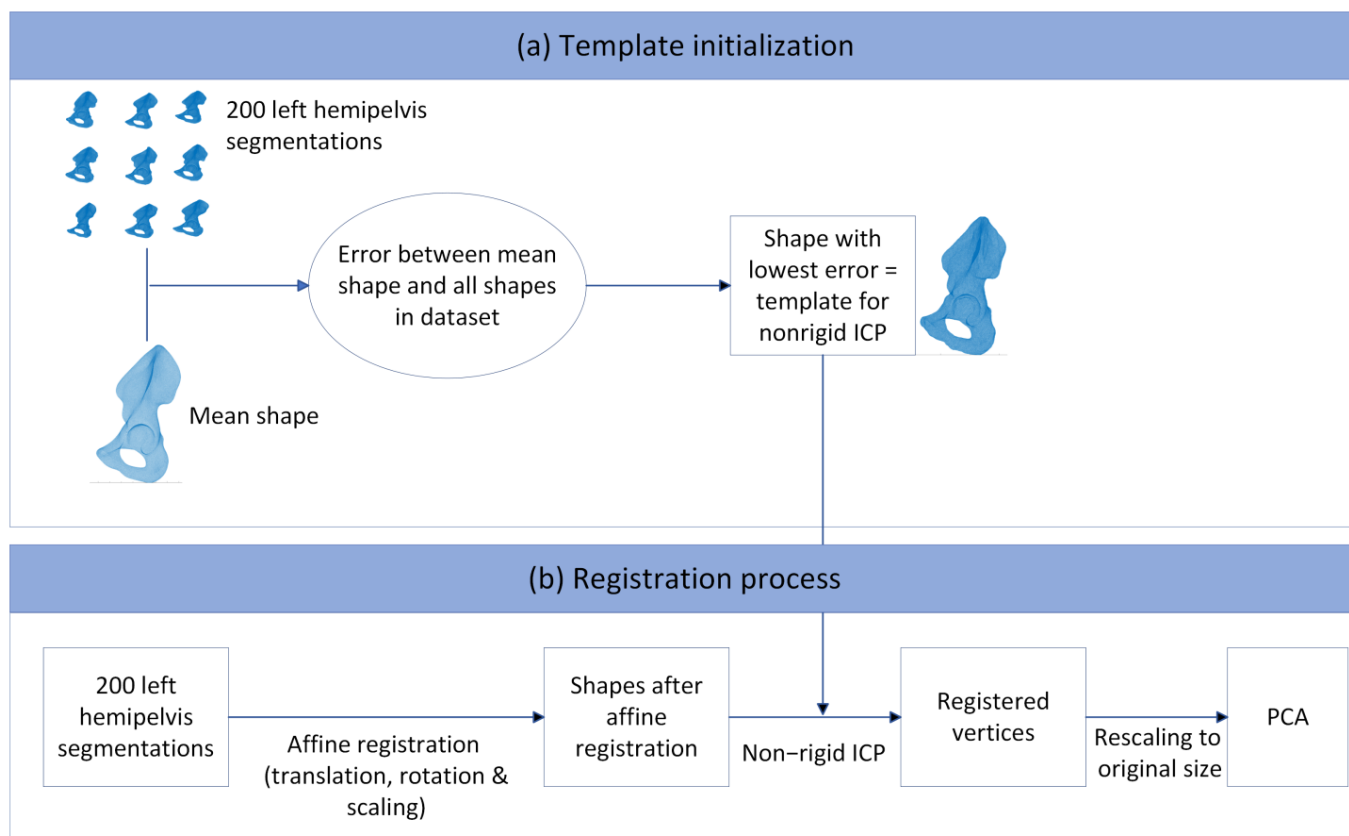 (a) Template initialization
200 left hemipelvis
segmentations
Error between mean
shape and all shapes
in dataset
Shape with
lowest error =
template for
nonrigid ICP
Mean shape
(b) Registration process
200 left
hemipelvis
segmentations
Affine registration
(translation, rotation &
scaling)
Shapes after
affine
registration
Non−rigid ICP
Registered
vertices
Rescaling to
original size
PCA